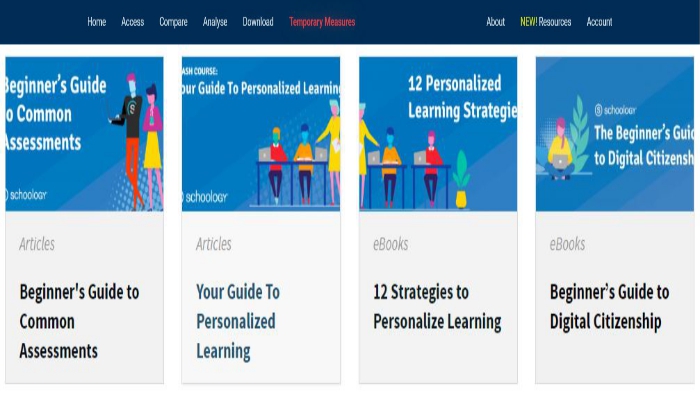 Home Access Compare Analyse Download Temporary Measures About NEW! Resources Account
Beginner's Guide
o Common
Assessments
schoology
ASH COURSE:
our Guide To Personalized Learning
schoology
12 Personalized
Learning Strategie
schoology
The Beginner's Guid
to Digital Citizensh
Articles
Beginner's Guide to
Common
Assessments
Articles
Your Guide To
Personalized
Learning
eBooks
12 Strategies to
Personalize Learning
eBooks
Beginner's Guide to
Digital Citizenship